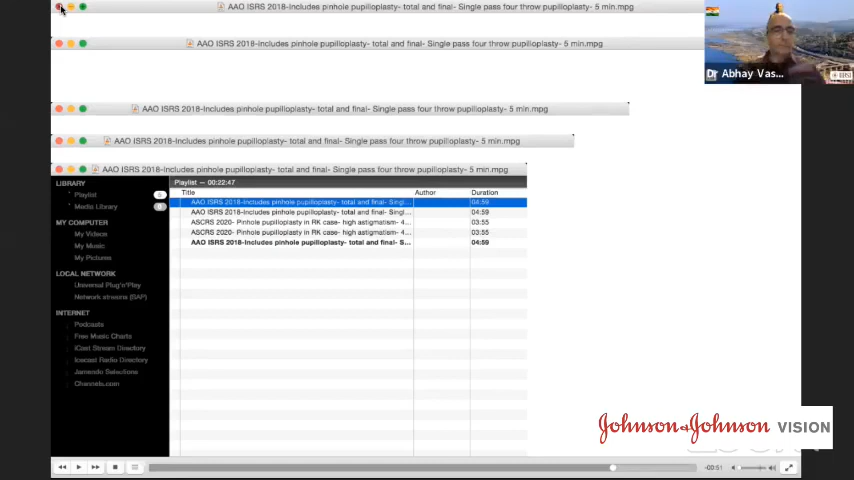 AAO ISRS 2018-Includes pinhole pupilloplasty- total and final- Single pass four throw pupilloplasty- 5 min.mpg
AAO ISRS 2018-Includes pinhole pupilloplasty- total and final- Single pass four throw pupilloplasty- 5 min.mpg
Dr Abhay Vas...
AAO ISRS 2018-Includes pinhole pupilloplasty- total and final- Single pass four throw pupilloplasty- 5 min.mpg
AAO ISRS 2018-Includes pinhole pupilloplasty- total and final- Single pass four throw pupilloplasty- 5 min.mpg
AAO ISRS 2018-Includes pinhole pupilloplasty- total and final- Single pass four throw pupilloplasty- 5 min.mpg
LIBRARY
Playlist
Media Library
MY COMPUTER
My Videos
My Music
My Pictures
LOCAL NETWORK
Universal Plug'n'Play
Network streams (SAP)
INTERNET
Podcasts
Free Music Charts
iCast Stream Directory
Icecast Radio Directory
Jamendo Selections
Channels.com
Playlist — 00:22:47
Title Author Duration
AAO ISRS 2018-Includes pinhole pupilloplasty- total and final- Singl... 04:59
AAO ISRS 2018-Includes pinhole pupilloplasty- total and final- Singl... 04:59
ASCRS 2020- Pinhole pupilloplasty in RK case- high astigmatism- 4... 03:55
ASCRS 2020- Pinhole pupilloplasty in RK case- high astigmatism- 4... 03:55
AAO ISRS 2018-Includes pinhole pupilloplasty- total and final- S... 04:59
Johnson & Johnson VISION
-00:51